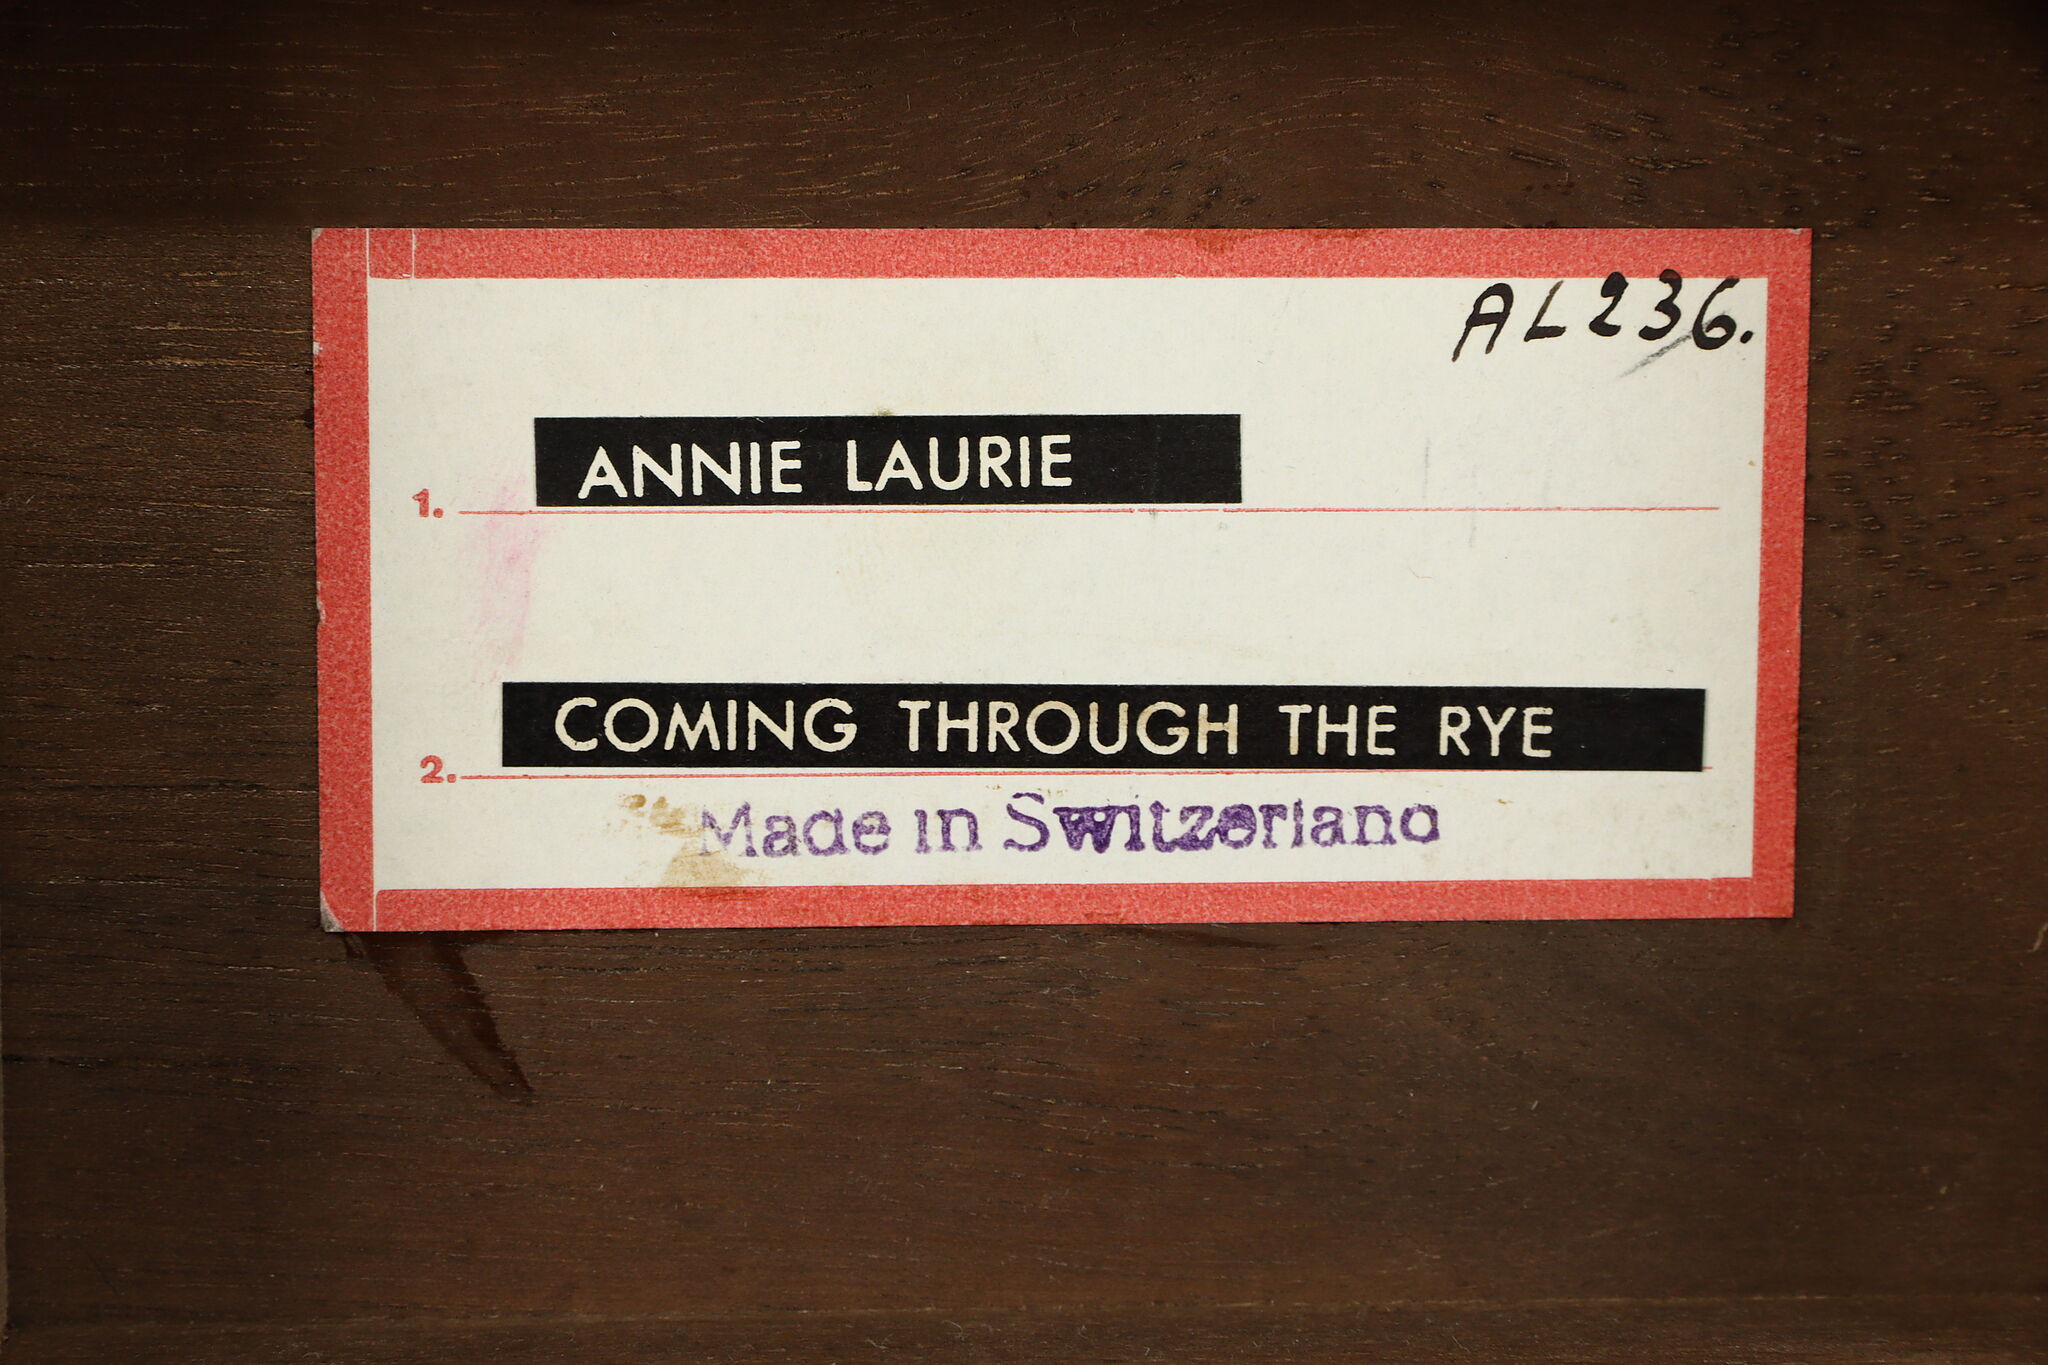 AL236.
1. ANNIE LAURIE
2. COMING THROUGH THE RYE
Made in Switzerland